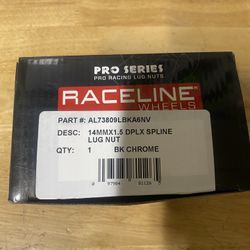 PRO SERIES
PRO RACING LUG NUTS
RACELINE
WHEELS
PART #: AL73809LBKA6NV
DESC: 14MMX1.5 DPLX SPLINE
LUG NUT
QTY: 1 BK CHROME